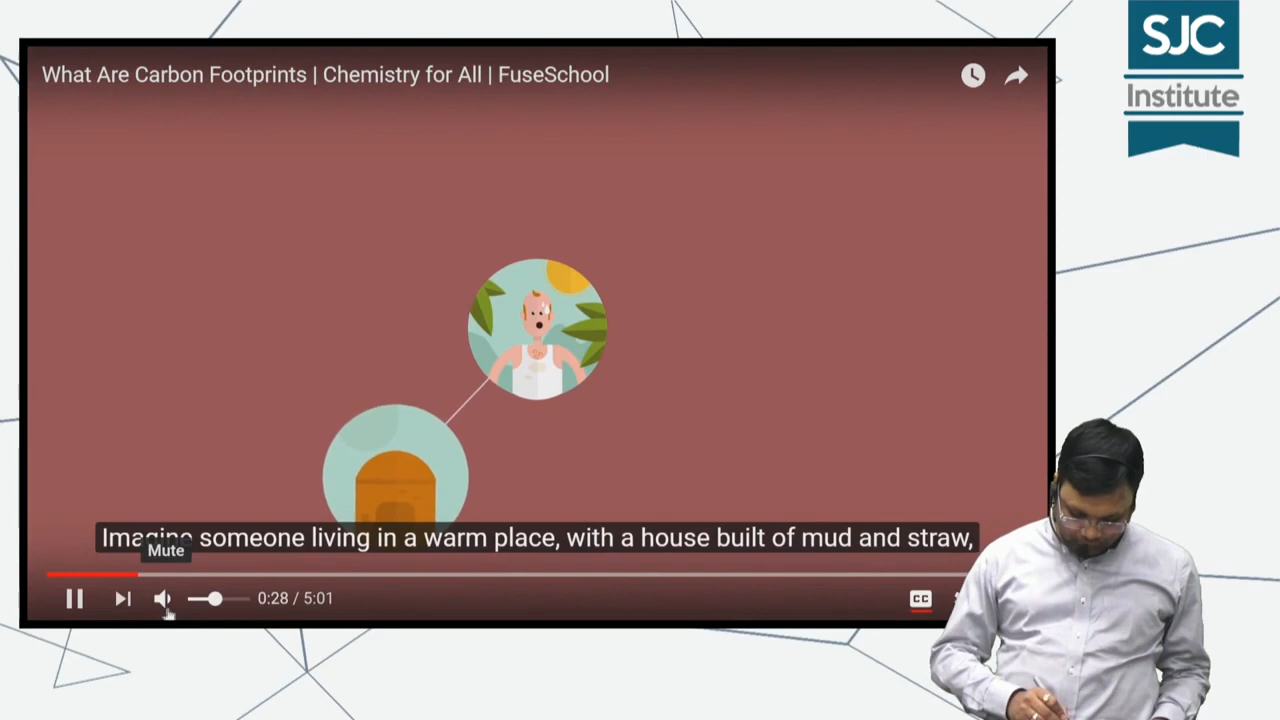 What Are Carbon Footprints | Chemistry for All | FuseSchool
SJC
Institute
Imagine someone living in a warm place, with a house built of mud and straw,
Mute
0:28 / 5:01
CC